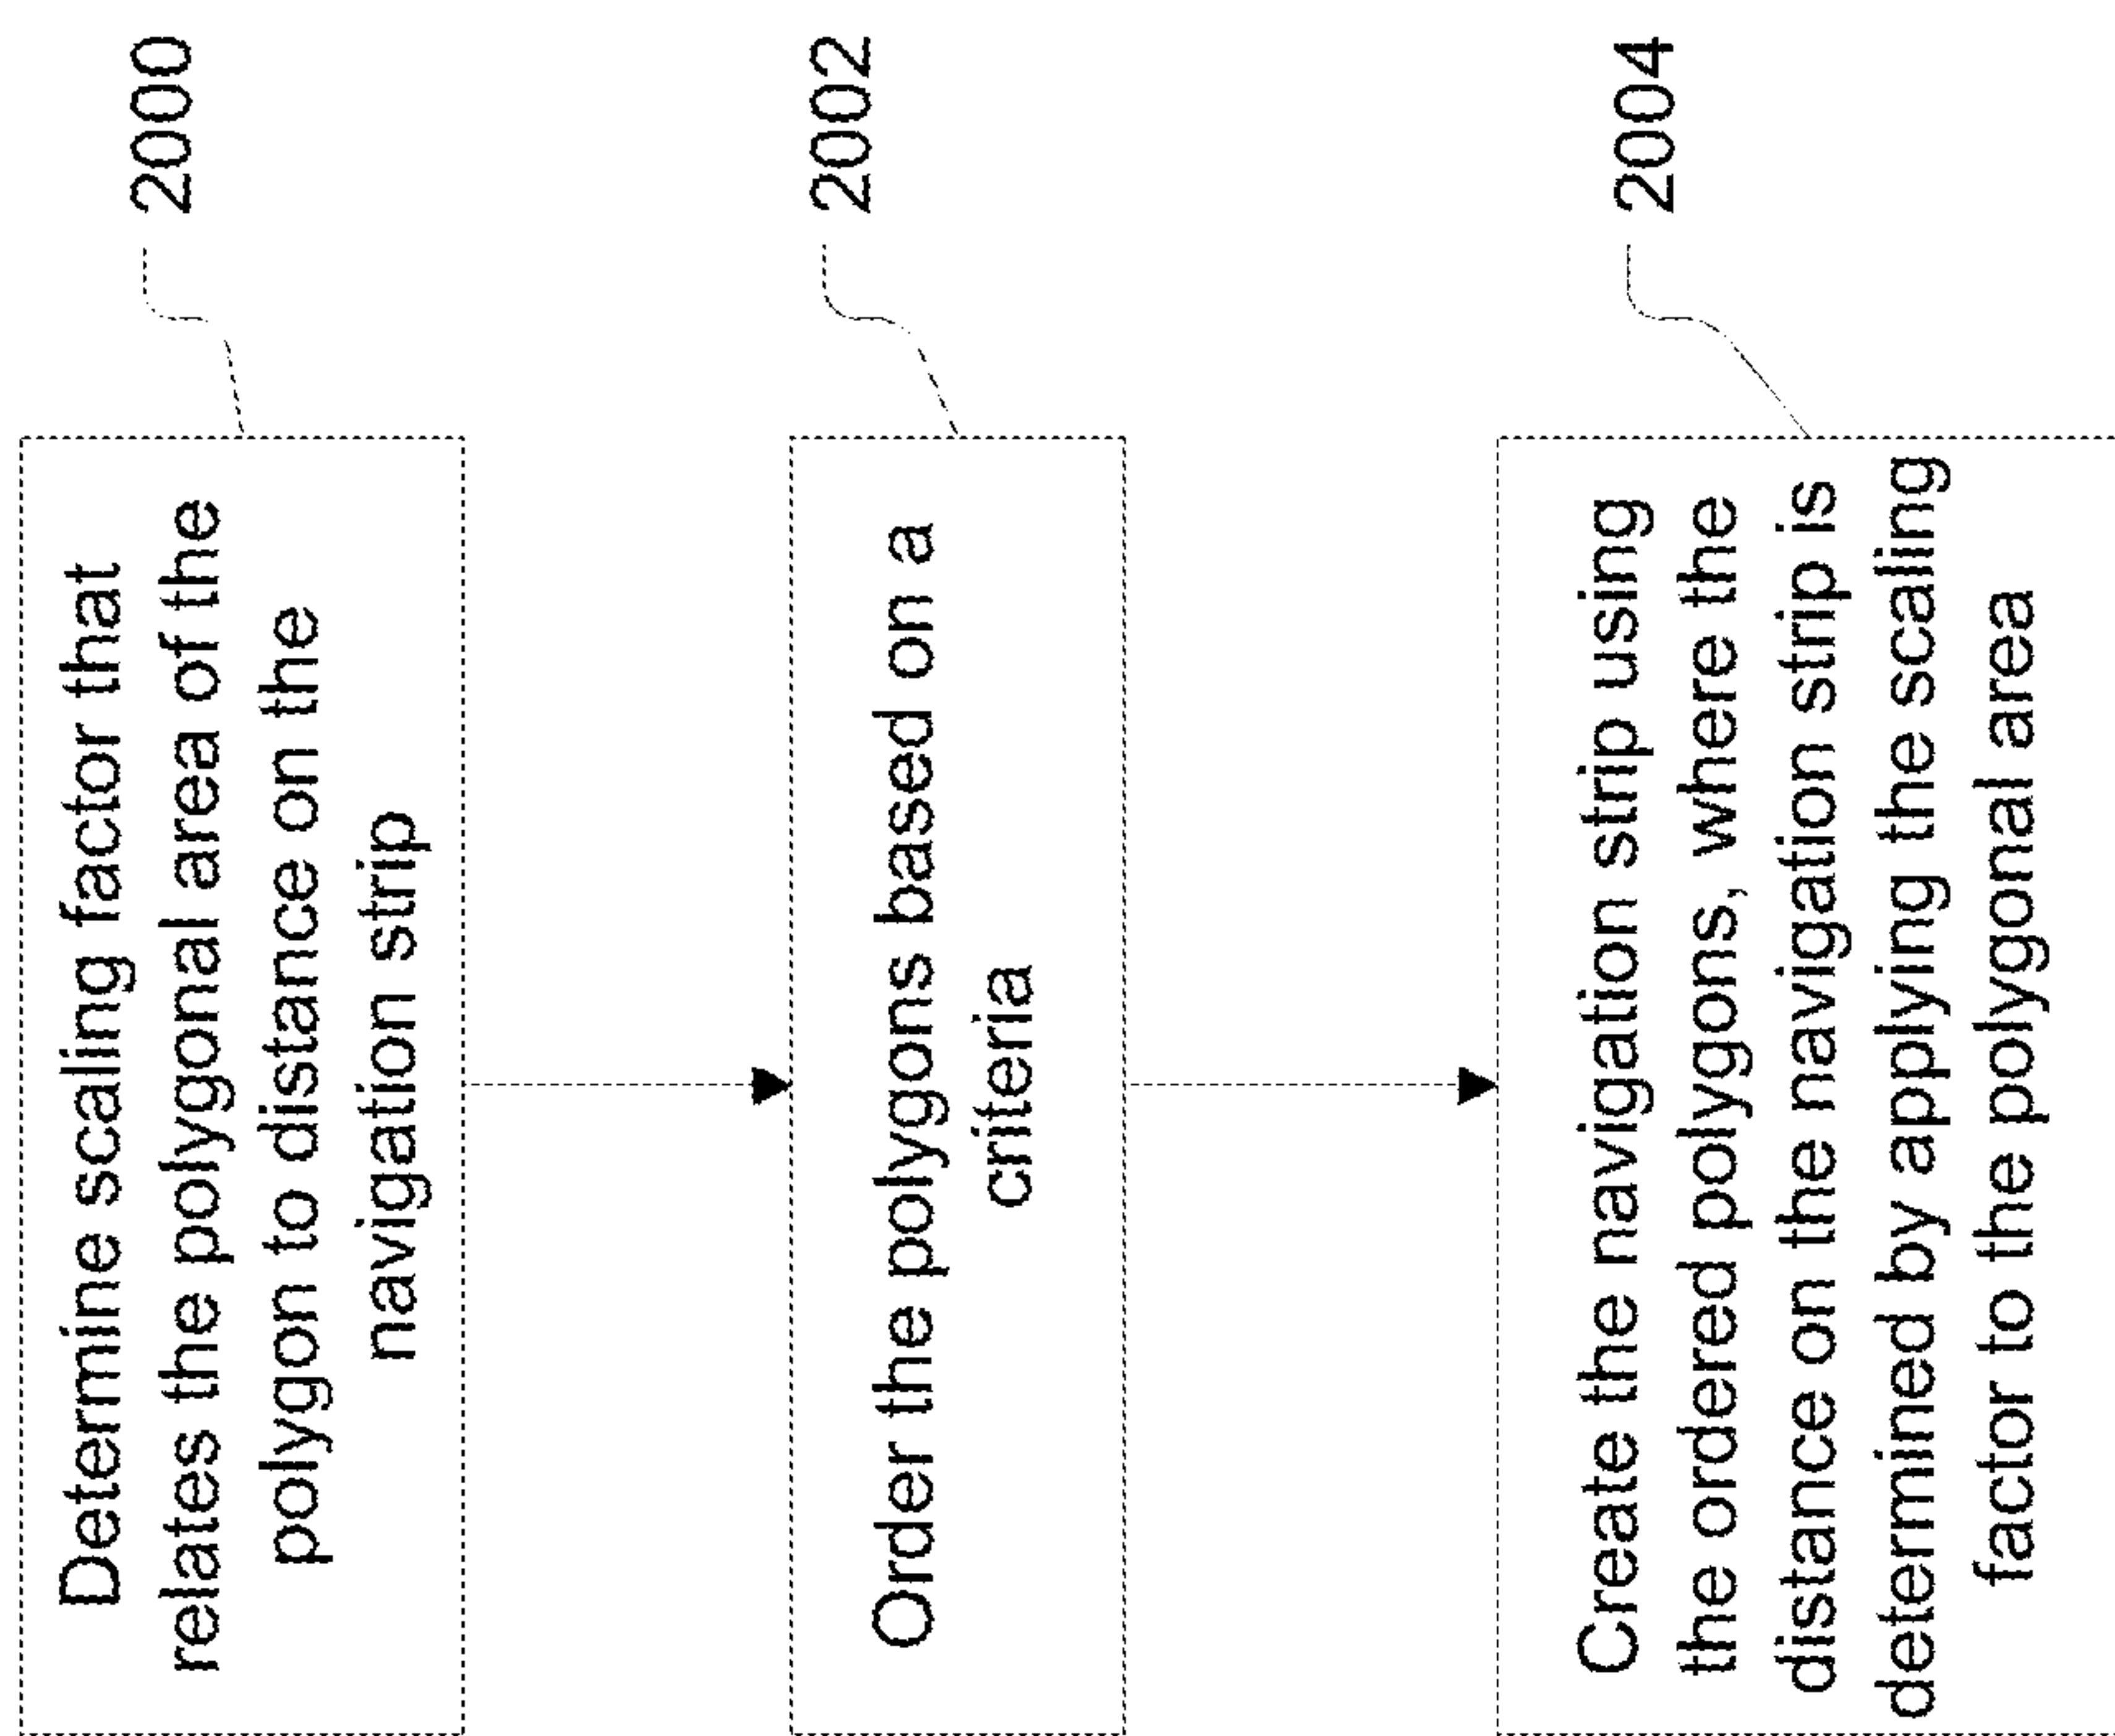 Determine scaling factor that
relates the polygonal area of the
polygon to distance on the
navigation strip
2000
Order the polygons based on a
criteria
2002
Create the navigation strip using
the ordered polygons, where the
distance on the navigation strip is
determined by applying the scaling
factor to the polygonal area
2004